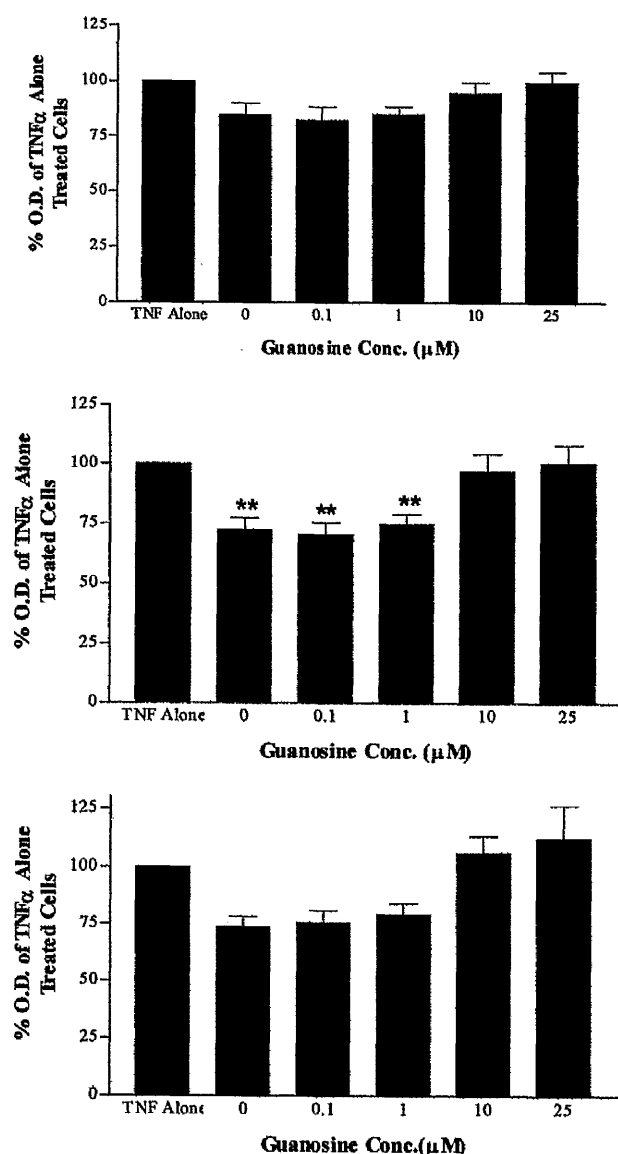 % O.D. of TNFα Alone
Treated Cells
125
100
75
50
25
0
TNF Alone 0 0.1 1 10 25
Guanosine Conc. (μM)
% O.D. of TNFα Alone
Treated Cells
125
100
75
50
25
0
** ** **
TNF Alone 0 0.1 1 10 25
Guanosine Conc. (μM)
% O.D. of TNFα Alone
Treated Cells
125
100
75
50
25
0
TNF Alone 0 0.1 1 10 25
Guanosine Conc.(μM)